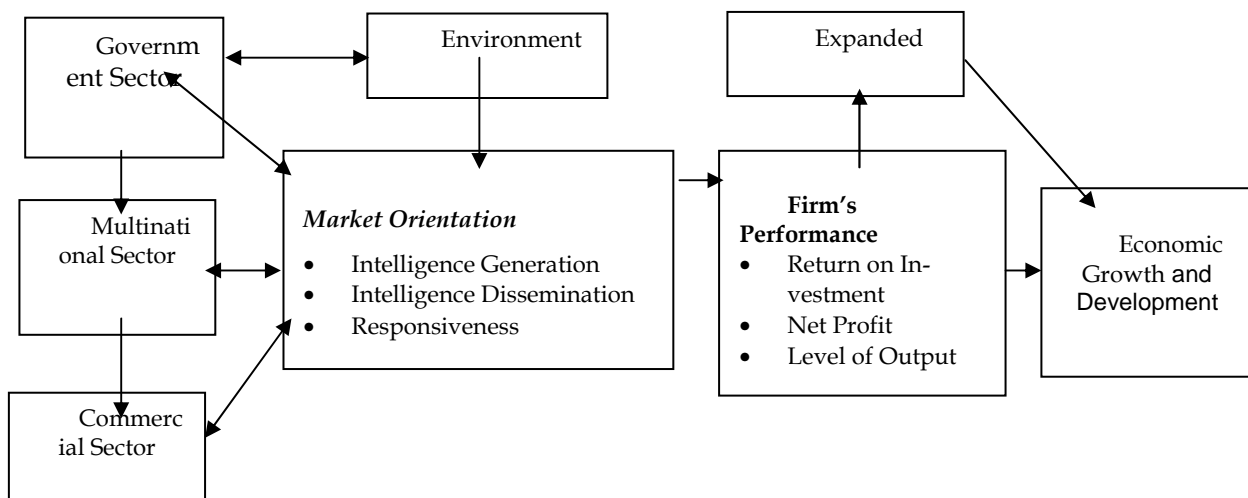 Governm
ent Sector
Environment
Expanded
Multinati
onal Sector
Market Orientation
• Intelligence Generation
• Intelligence Dissemination
• Responsiveness
Firm's
Performance
• Return on In-
vestment
• Net Profit
• Level of Output
Economic
Growth and
Development
Commerc
ial Sector